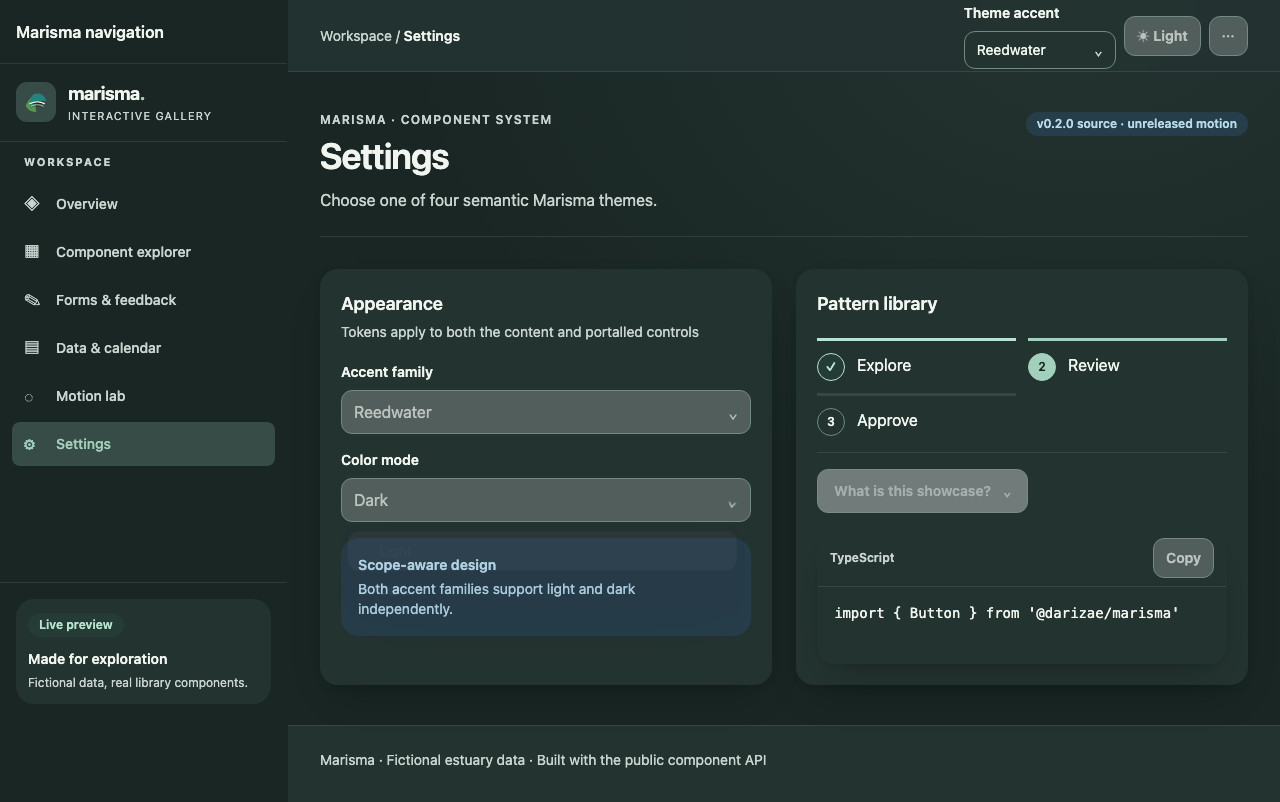 Marisma navigation
marisma.
INTERACTIVE GALLERY
WORKSPACE
Overview
Component explorer
Forms & feedback
Data & calendar
Motion lab
Settings
Live preview
Made for exploration
Fictional data, real library components.
Workspace / Settings
Theme accent
Reedwater
☀ Light
···
MARISMA · COMPONENT SYSTEM
v0.2.0 source · unreleased motion
Settings
Choose one of four semantic Marisma themes.
Appearance
Tokens apply to both the content and portalled controls
Accent family
Reedwater
Color mode
Dark
Light
Scope-aware design
Both accent families support light and dark
independently.
Pattern library
✓ Explore
2 Review
3 Approve
What is this showcase?
TypeScript
Copy
import { Button } from '@darizae/marisma'
Marisma · Fictional estuary data · Built with the public component API